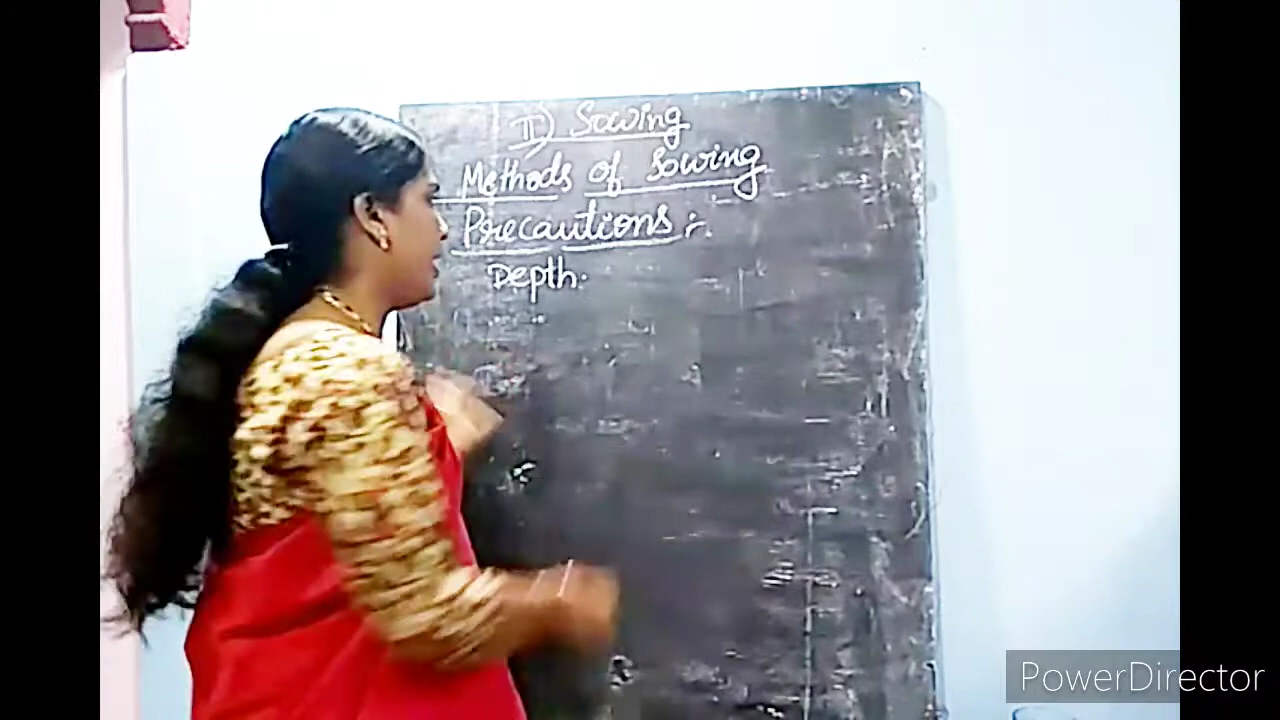 II) Sowing
Methods of sowing
Precautions :-
Depth.
PowerDirector